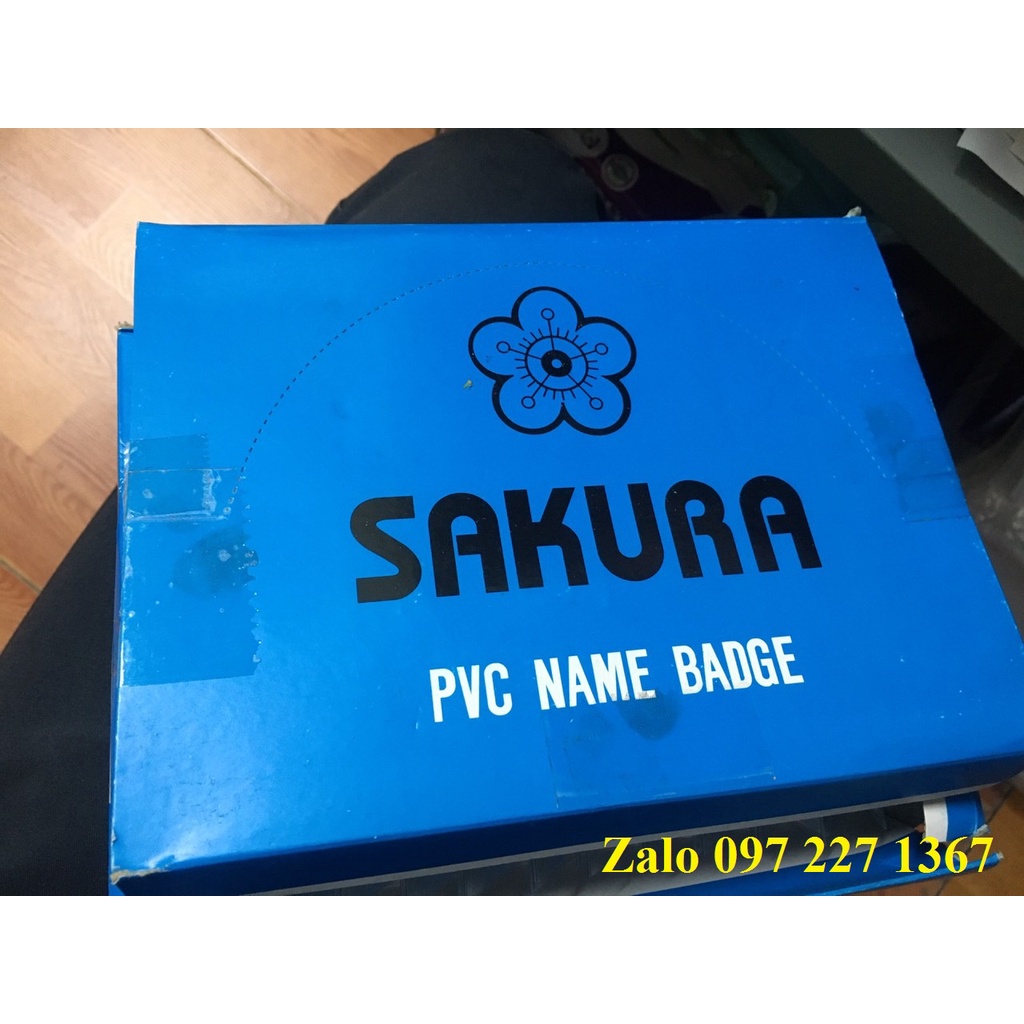 SAKURA
PVC NAME BADGE
Zalo 097 227 1367